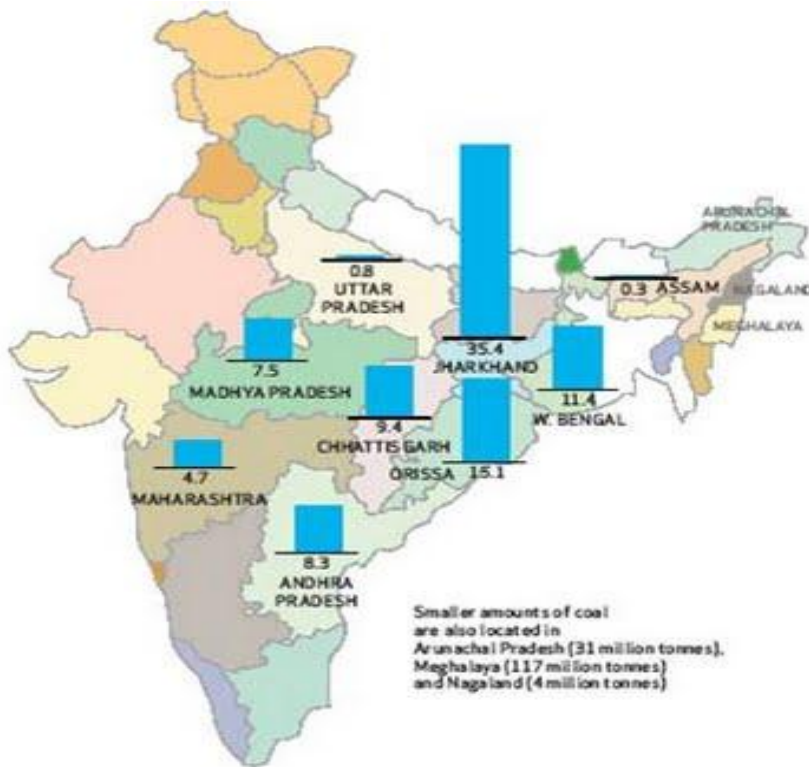 ARUNACHAL
PRADESH
0.8
UTTAR
PRADESH
0.3
ASSAM
NAGALAND
MEGHALAYA
7.5
MADHYA PRADESH
35.4
JHARKHAND
11.4
W. BENGAL
9.4
CHHATTISGARH
ORISSA
15.1
4.7
MAHARASHTRA
8.3
ANDHRA
PRADESH
Smaller amounts of coal
are also located in
Arunachal Pradesh (31 million tonnes),
Meghalaya (117 million tonnes)
and Nagaland (4 million tonnes)